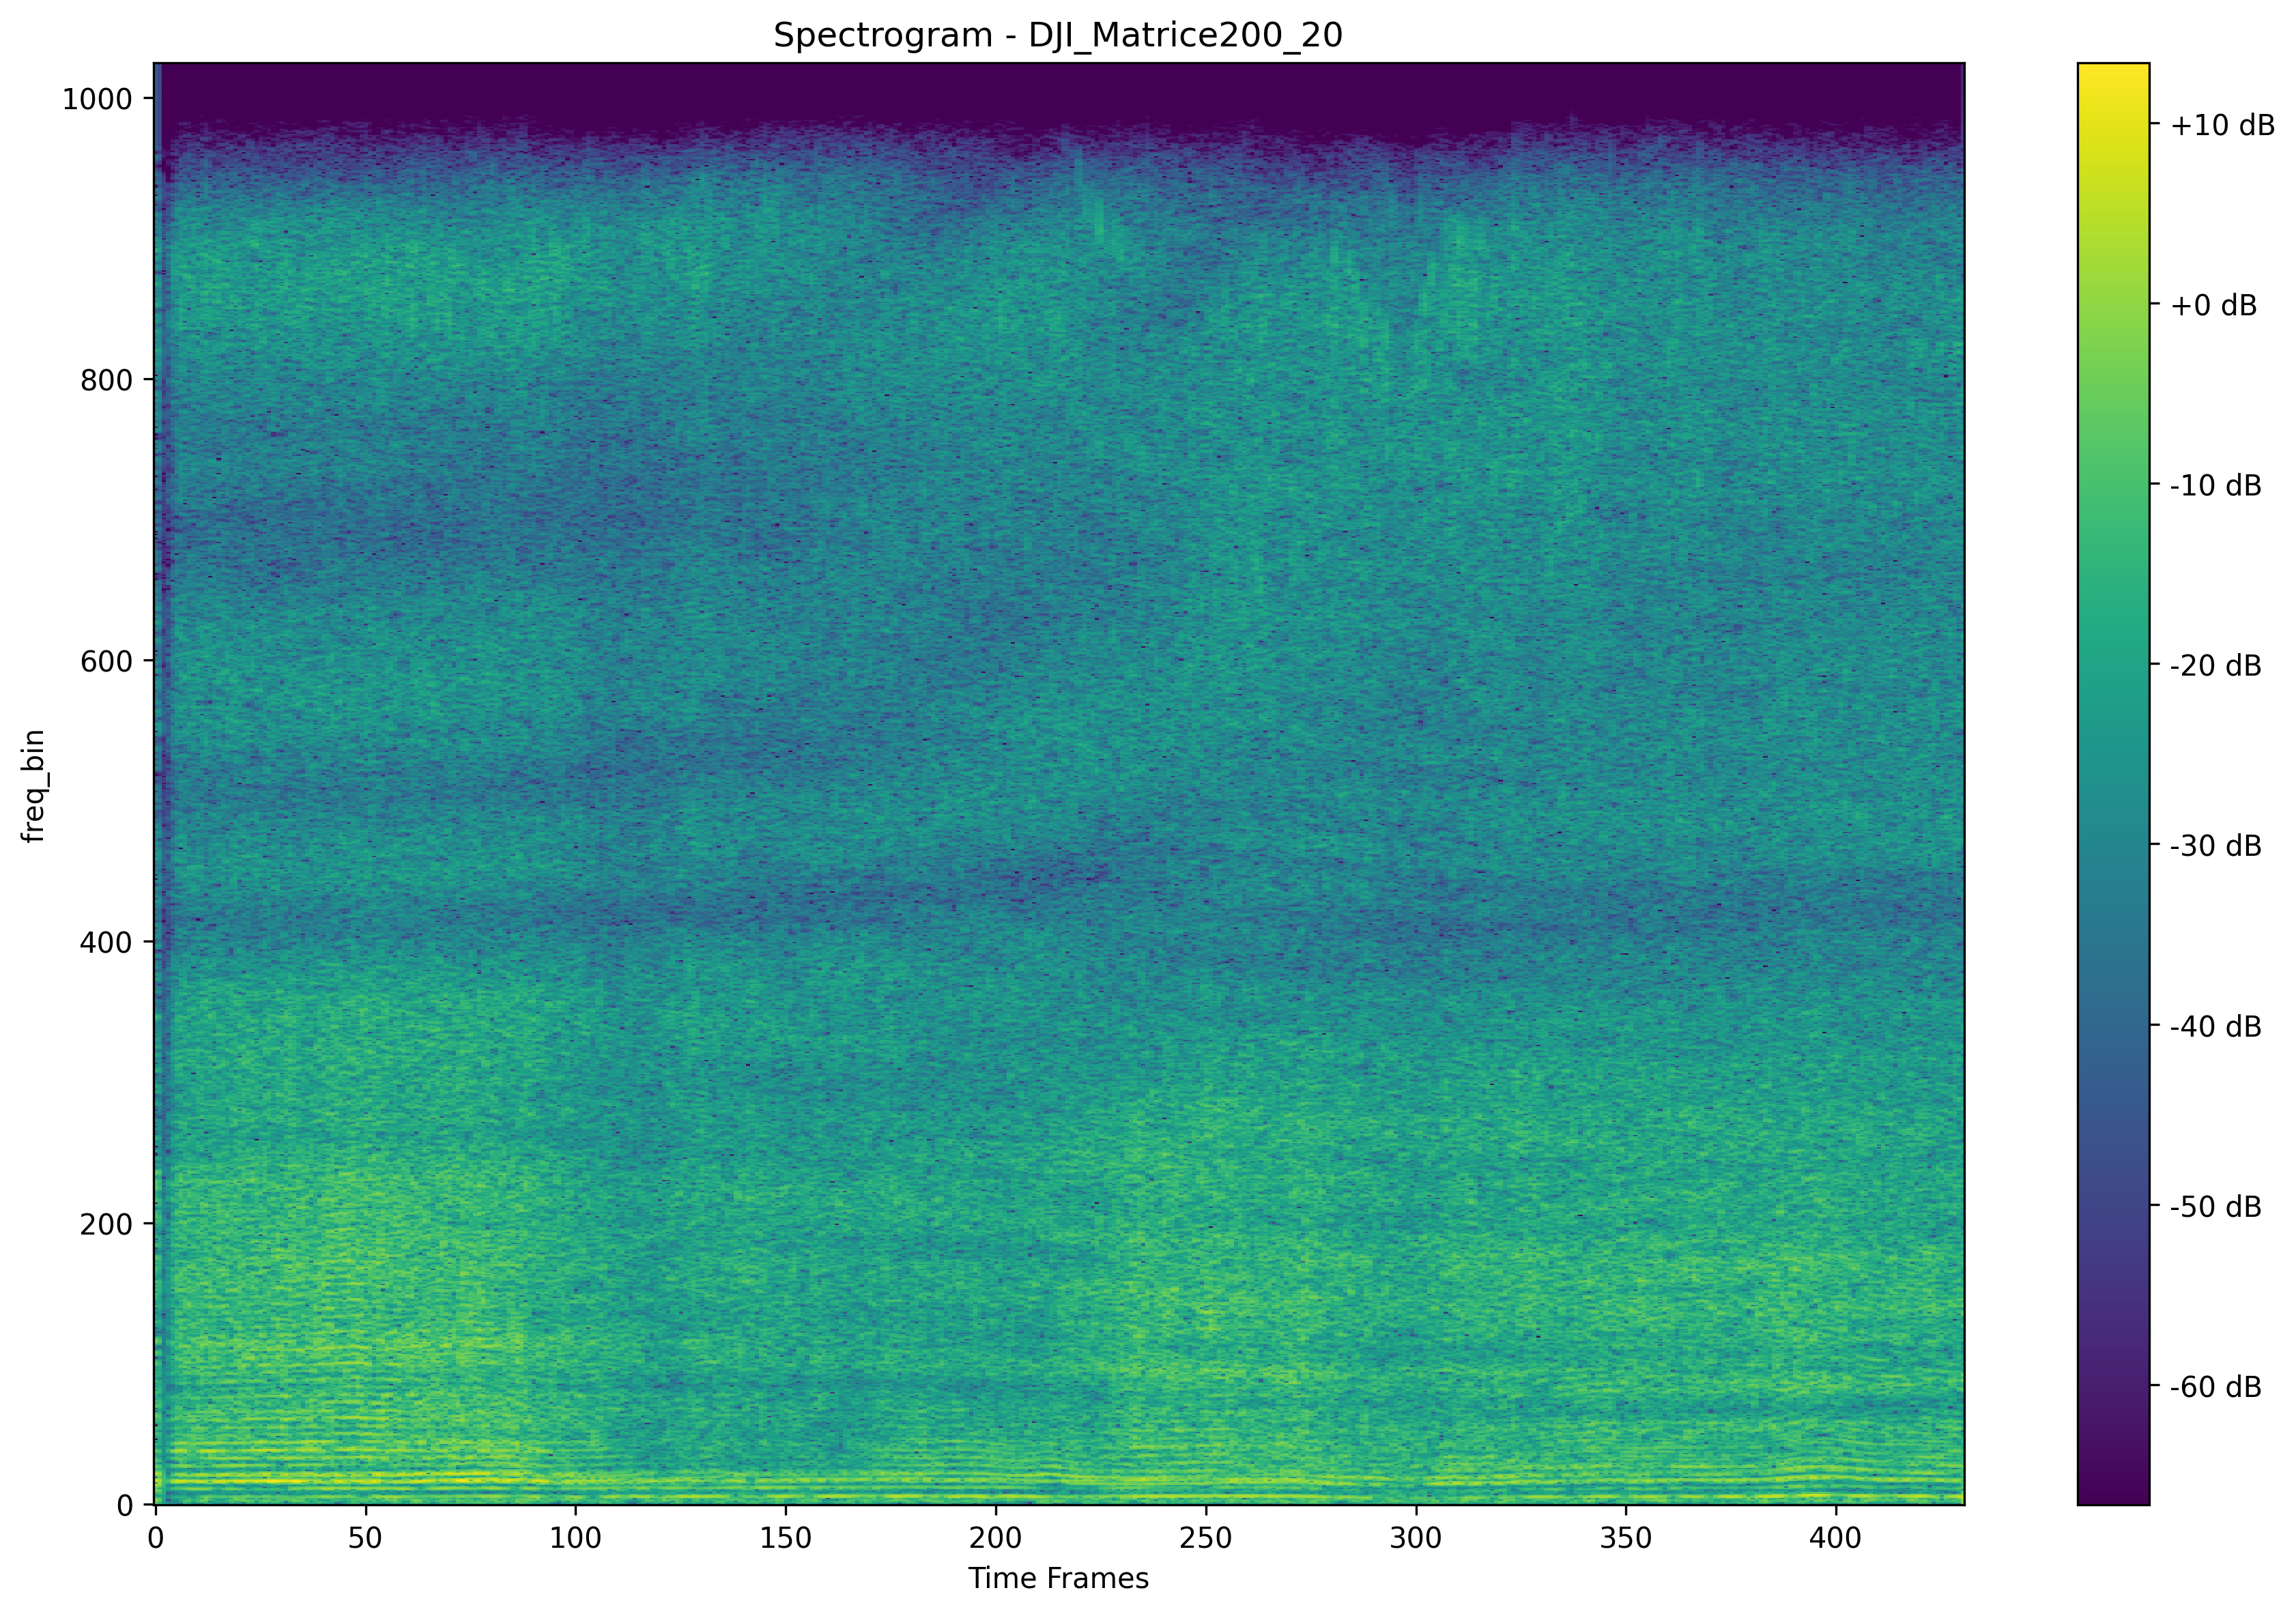 Spectrogram - DJI_Matrice200_20
1000
800
600
400
200
0
freq_bin
0 50 100 150 200 250 300 350 400
Time Frames
+10 dB
+0 dB
-10 dB
-20 dB
-30 dB
-40 dB
-50 dB
-60 dB